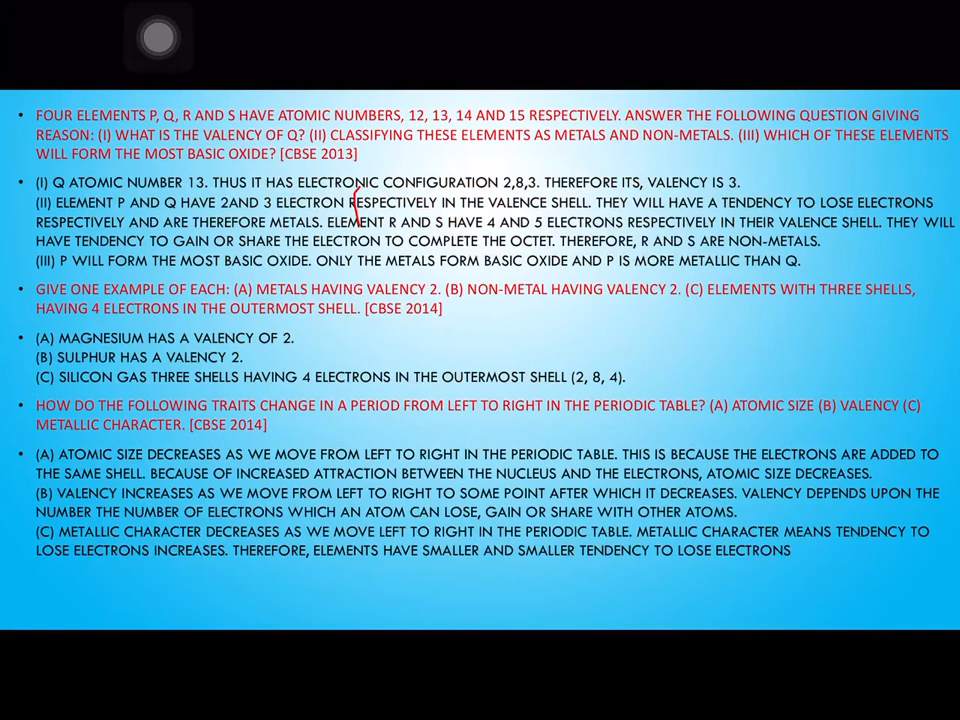 • FOUR ELEMENTS P, Q, R AND S HAVE ATOMIC NUMBERS, 12, 13, 14 AND 15 RESPECTIVELY. ANSWER THE FOLLOWING QUESTION GIVING
REASON: (I) WHAT IS THE VALENCY OF Q? (II) CLASSIFYING THESE ELEMENTS AS METALS AND NON-METALS. (III) WHICH OF THESE ELEMENTS
WILL FORM THE MOST BASIC OXIDE? [CBSE 2013]
• (I) Q ATOMIC NUMBER 13. THUS IT HAS ELECTRONIC CONFIGURATION 2,8,3. THEREFORE ITS, VALENCY IS 3.
(II) ELEMENT P AND Q HAVE 2AND 3 ELECTRON RESPECTIVELY IN THE VALENCE SHELL. THEY WILL HAVE A TENDENCY TO LOSE ELECTRONS
RESPECTIVELY AND ARE THEREFORE METALS. ELEMENT R AND S HAVE 4 AND 5 ELECTRONS RESPECTIVELY IN THEIR VALENCE SHELL. THEY WILL
HAVE TENDENCY TO GAIN OR SHARE THE ELECTRON TO COMPLETE THE OCTET. THEREFORE, R AND S ARE NON-METALS.
(III) P WILL FORM THE MOST BASIC OXIDE. ONLY THE METALS FORM BASIC OXIDE AND P IS MORE METALLIC THAN Q.
• GIVE ONE EXAMPLE OF EACH: (A) METALS HAVING VALENCY 2. (B) NON-METAL HAVING VALENCY 2. (C) ELEMENTS WITH THREE SHELLS,
HAVING 4 ELECTRONS IN THE OUTERMOST SHELL. [CBSE 2014]
• (A) MAGNESIUM HAS A VALENCY OF 2.
(B) SULPHUR HAS A VALENCY 2.
(C) SILICON GAS THREE SHELLS HAVING 4 ELECTRONS IN THE OUTERMOST SHELL (2, 8, 4).
• HOW DO THE FOLLOWING TRAITS CHANGE IN A PERIOD FROM LEFT TO RIGHT IN THE PERIODIC TABLE? (A) ATOMIC SIZE (B) VALENCY (C)
METALLIC CHARACTER. [CBSE 2014]
• (A) ATOMIC SIZE DECREASES AS WE MOVE FROM LEFT TO RIGHT IN THE PERIODIC TABLE. THIS IS BECAUSE THE ELECTRONS ARE ADDED TO
THE SAME SHELL. BECAUSE OF INCREASED ATTRACTION BETWEEN THE NUCLEUS AND THE ELECTRONS, ATOMIC SIZE DECREASES.
(B) VALENCY INCREASES AS WE MOVE FROM LEFT TO RIGHT TO SOME POINT AFTER WHICH IT DECREASES. VALENCY DEPENDS UPON THE
NUMBER THE NUMBER OF ELECTRONS WHICH AN ATOM CAN LOSE, GAIN OR SHARE WITH OTHER ATOMS.
(C) METALLIC CHARACTER DECREASES AS WE MOVE LEFT TO RIGHT IN THE PERIODIC TABLE. METALLIC CHARACTER MEANS TENDENCY TO
LOSE ELECTRONS INCREASES. THEREFORE, ELEMENTS HAVE SMALLER AND SMALLER TENDENCY TO LOSE ELECTRONS